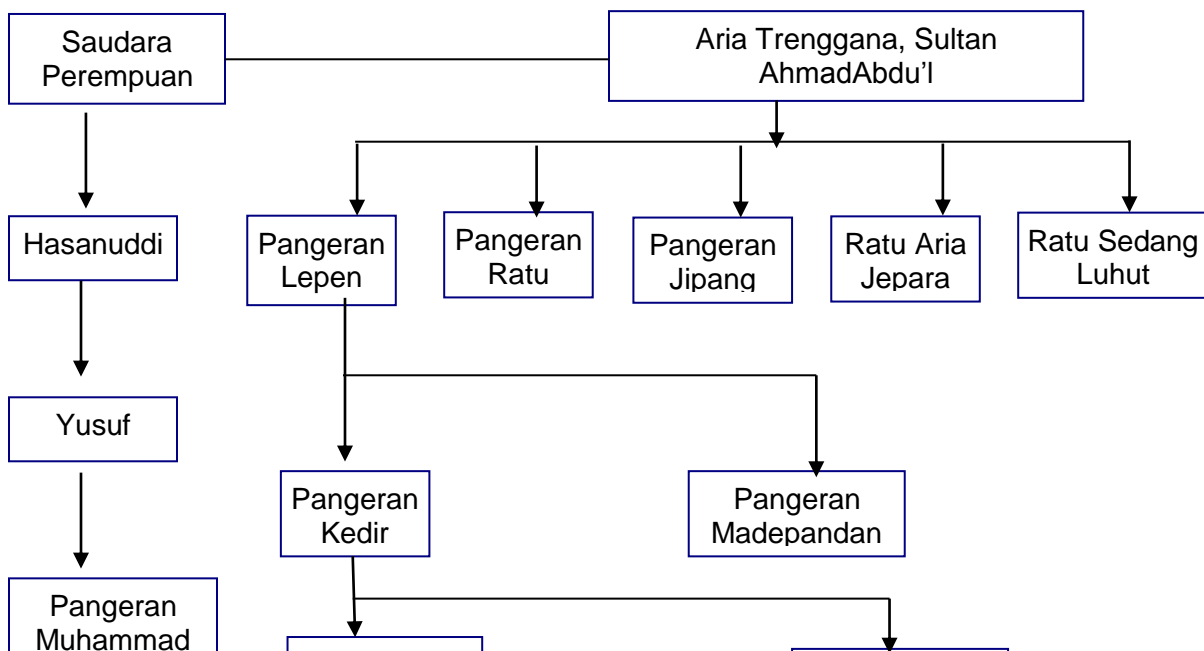 Saudara
Perempuan
Aria Trenggana, Sultan
AhmadAbdu’l
Hasanuddi
Pangeran
Lepen
Pangeran
Ratu
Pangeran
Jipang
Ratu Aria
Jepara
Ratu Sedang
Luhut
Yusuf
Pangeran
Kedir
Pangeran
Madepandan
Pangeran
Muhammad